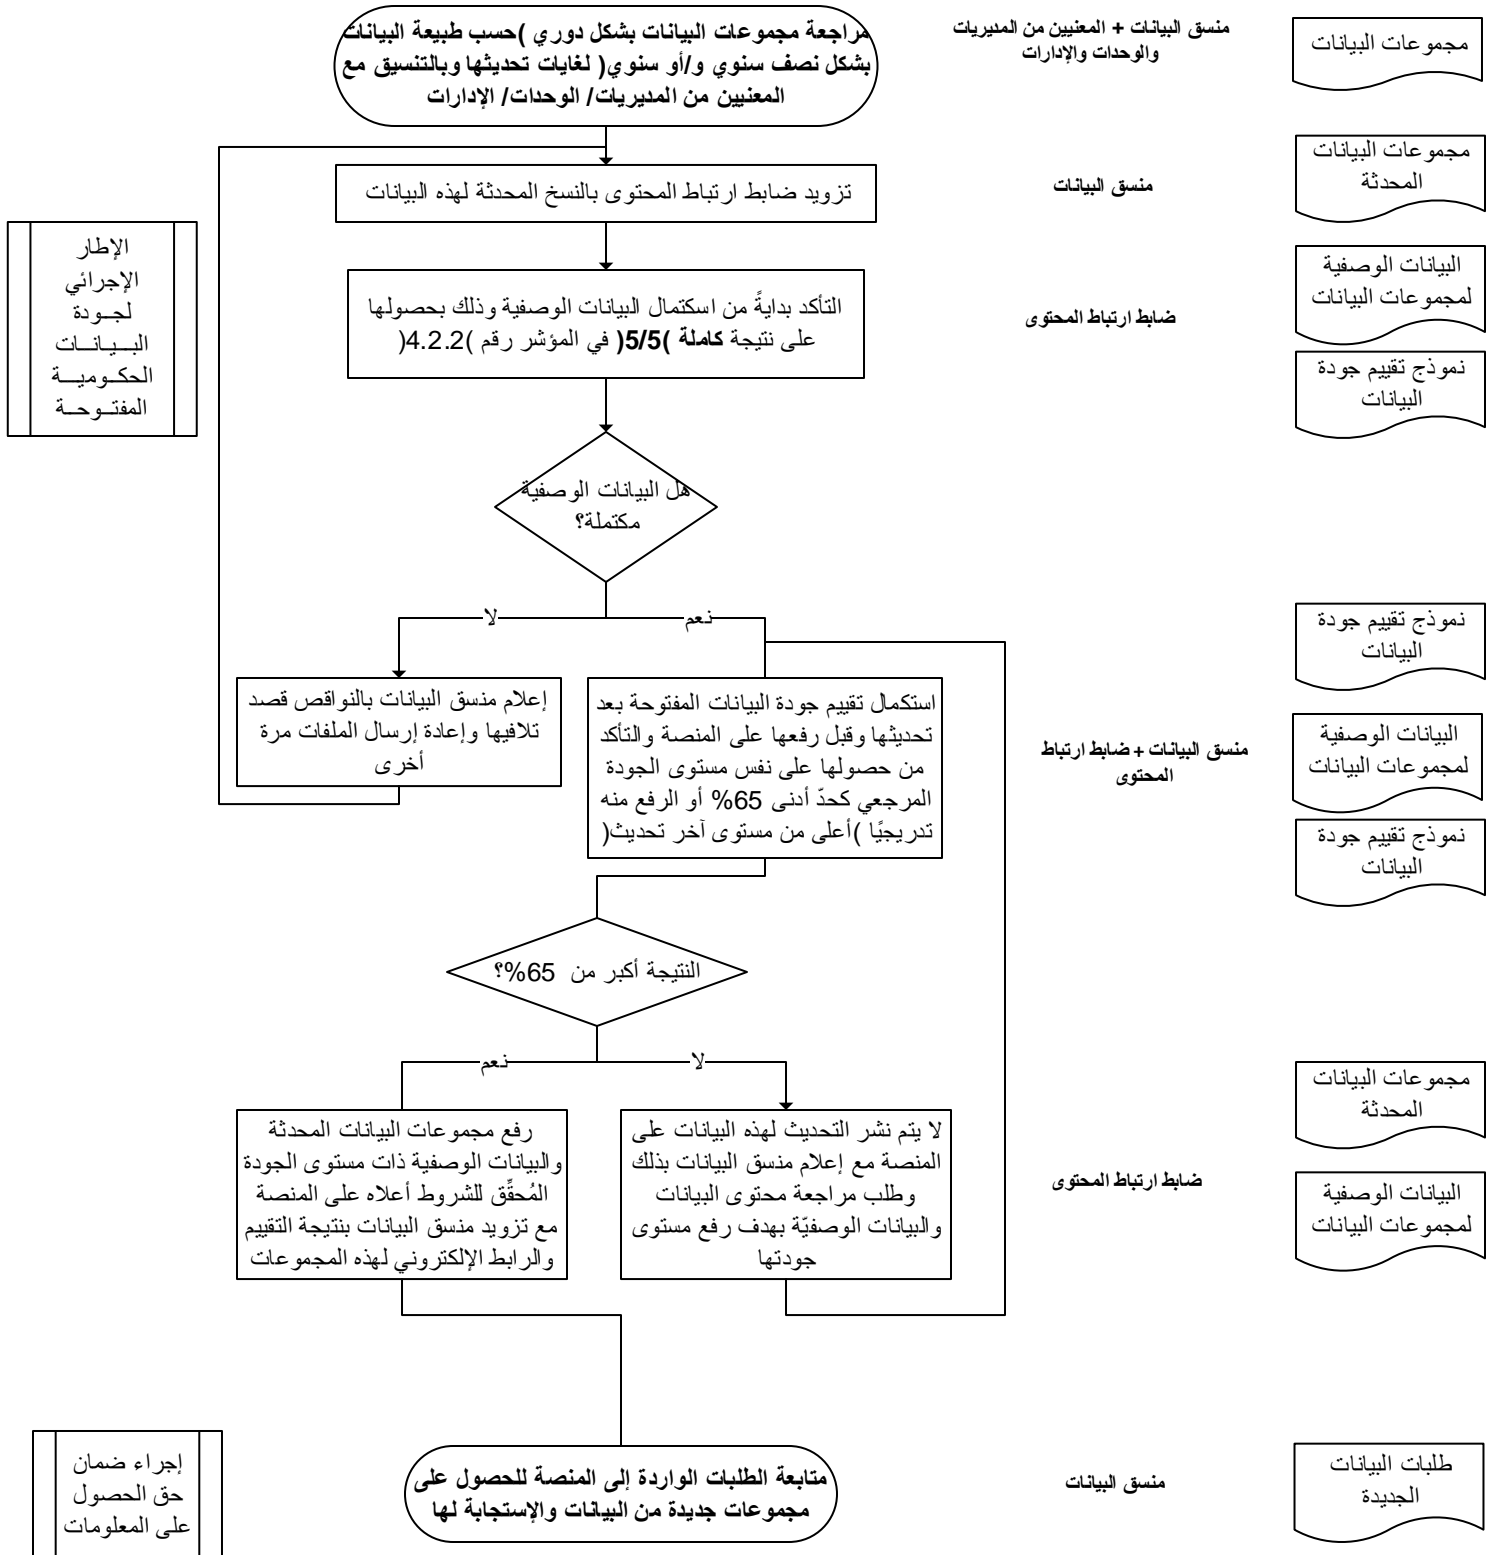 مراجعة مجموعات البيانات بشكل دوري )حسب طبيعة البيانات
بشكل نصف سنوي و/أو سنوي( لغايات تحديثها وبالتنسيق مع
المعنيين من المديريات/ الوحدات/ الإدارات
منسق البيانات + المعنيين من المديريات
والوحدات والإدارات
مجموعات البيانات
تزويد ضابط ارتباط المحتوى بالنسخ المحدثة لهذه البيانات
منسق البيانات
مجموعات البيانات
المحدثة
الإطار
الإجرائي
لجـودة
البـيـانـات
الحكـوميـة
المفتـوحـة
التأكد بدايةً من استكمال البيانات الوصفية وذلك بحصولها
على نتيجة كاملة )5/5( في المؤشر رقم )4.2.2(
ضابط ارتباط المحتوى
البيانات الوصفية
لمجموعات البيانات
نموذج تقييم جودة
البيانات
هل البيانات الوصفية
مكتملة؟
لا
نعم
نموذج تقييم جودة
البيانات
إعلام منسق البيانات بالنواقص قصد
تلافيها وإعادة إرسال الملفات مرة
أخرى
استكمال تقييم جودة البيانات المفتوحة بعد
تحديثها وقبل رفعها على المنصة والتأكد
من حصولها على نفس مستوى الجودة
المرجعي كحدّ أدنى 65% أو الرفع منه
تدريجيًا )أعلى من مستوى آخر تحديث(
منسق البيانات + ضابط ارتباط
المحتوى
البيانات الوصفية
لمجموعات البيانات
نموذج تقييم جودة
البيانات
النتيجة أكبر من 65%؟
نعم
لا
رفع مجموعات البيانات المحدثة
والبيانات الوصفية ذات مستوى الجودة
المُحقِّق للشروط أعلاه على المنصة
مع تزويد منسق البيانات بنتيجة التقييم
والرابط الإلكتروني لهذه المجموعات
لا يتم نشر التحديث لهذه البيانات على
المنصة مع إعلام منسق البيانات بذلك
وطلب مراجعة محتوى البيانات
والبيانات الوصفيّة بهدف رفع مستوى
جودتها
ضابط ارتباط المحتوى
مجموعات البيانات
المحدثة
البيانات الوصفية
لمجموعات البيانات
إجراء ضمان
حق الحصول
على المعلومات
متابعة الطلبات الواردة إلى المنصة للحصول على
مجموعات جديدة من البيانات والإستجابة لها
منسق البيانات
طلبات البيانات
الجديدة